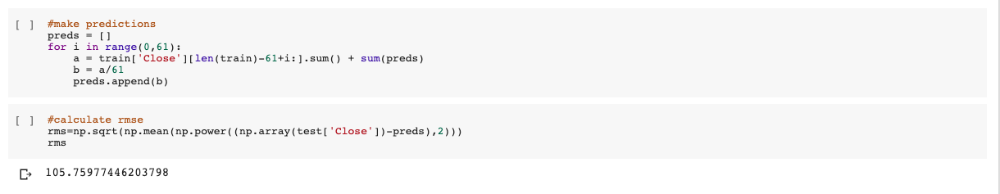 [ ] #make predictions
preds = []
for i in range(0,61):
    a = train['Close'][len(train)-61+i:].sum() + sum(preds)
    b = a/61
    preds.append(b)
[ ] #calculate rmse
rms=np.sqrt(np.mean(np.power((np.array(test['Close'])-preds),2)))
rms
105.75977446203798